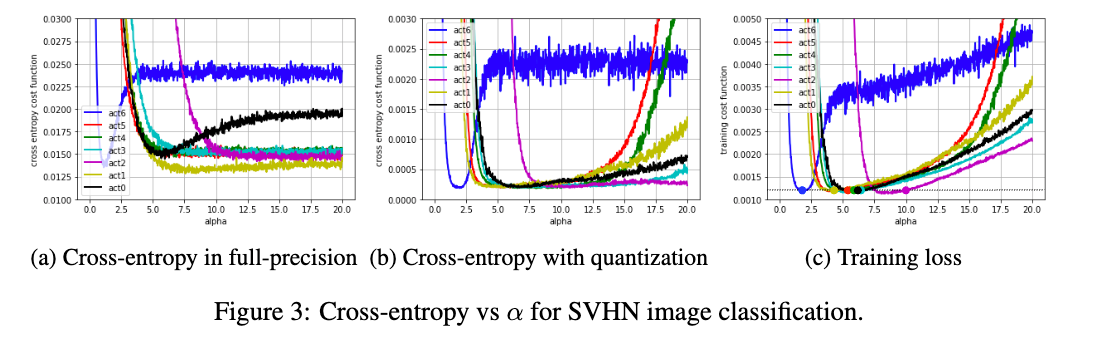 0.0300
0.0275
0.0250
0.0225
0.0200
0.0175
0.0150
0.0125
0.0100
cross entropy cost function
act6
act5
act4
act3
act2
act1
act0
0.0 2.5 5.0 7.5 10.0 12.5 15.0 17.5 20.0
alpha
0.0030
0.0025
0.0020
0.0015
0.0010
0.0005
0.0000
cross entropy cost function
act6
act5
act4
act3
act2
act1
act0
0.0 2.5 5.0 7.5 10.0 12.5 15.0 17.5 20.0
alpha
0.0050
0.0045
0.0040
0.0035
0.0030
0.0025
0.0020
0.0015
0.0010
training cost function
act6
act5
act4
act3
act2
act1
act0
0.0 2.5 5.0 7.5 10.0 12.5 15.0 17.5 20.0
alpha
(a) Cross-entropy in full-precision (b) Cross-entropy with quantization (c) Training loss
Figure 3: Cross-entropy vs α for SVHN image classification.